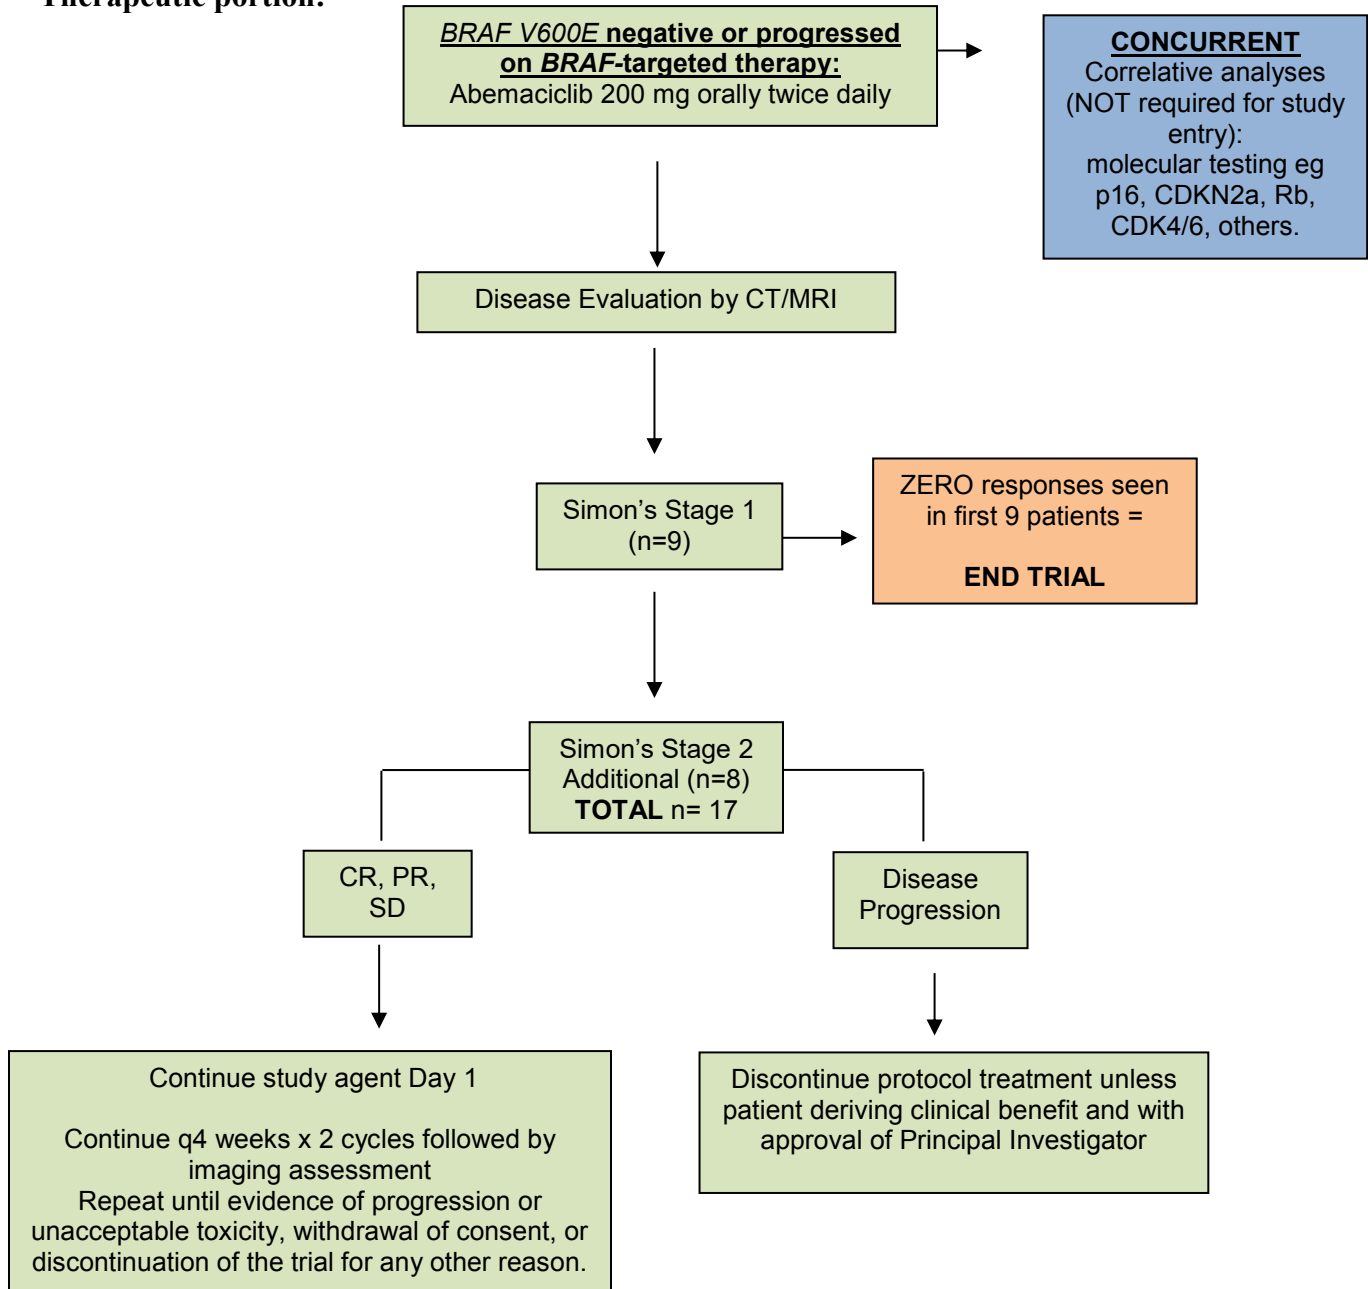 Therapeutic portion:
BRAF V600E negative or progressed
on BRAF-targeted therapy:
Abemaciclib 200 mg orally twice daily
CONCURRENT
Correlative analyses
(NOT required for study
entry):
molecular testing eg
p16, CDKN2a, Rb,
CDK4/6, others.
Disease Evaluation by CT/MRI
Simon's Stage 1
(n=9)
ZERO responses seen
in first 9 patients =
END TRIAL
Simon's Stage 2
Additional (n=8)
TOTAL n= 17
CR, PR,
SD
Disease
Progression
Continue study agent Day 1
Continue q4 weeks x 2 cycles followed by
imaging assessment
Repeat until evidence of progression or
unacceptable toxicity, withdrawal of consent, or
discontinuation of the trial for any other reason.
Discontinue protocol treatment unless
patient deriving clinical benefit and with
approval of Principal Investigator